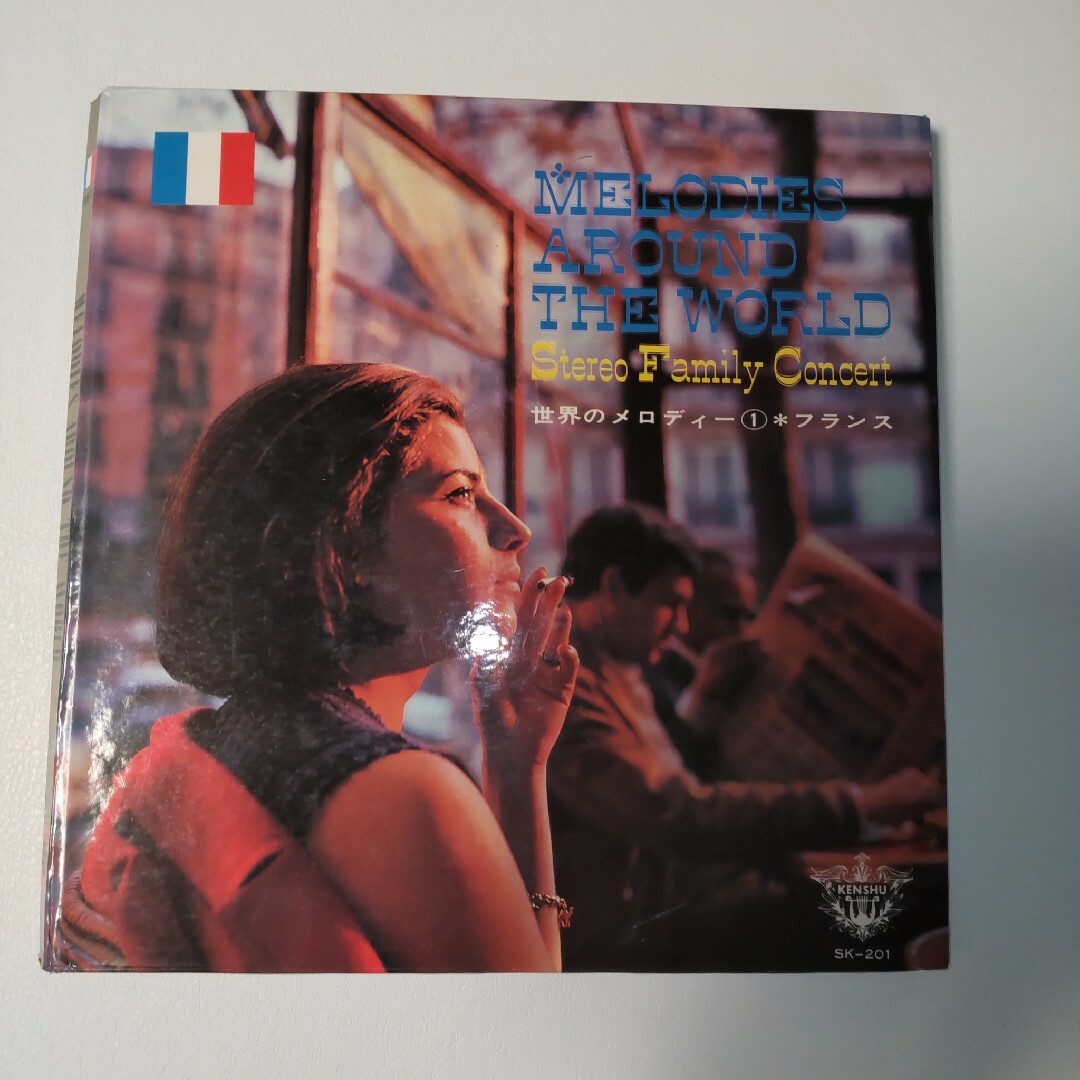 MELODIES
AROUND
THE WORLD
Stereo Family Concert
世界のメロディー①*フランス
KENSHU
SK-201